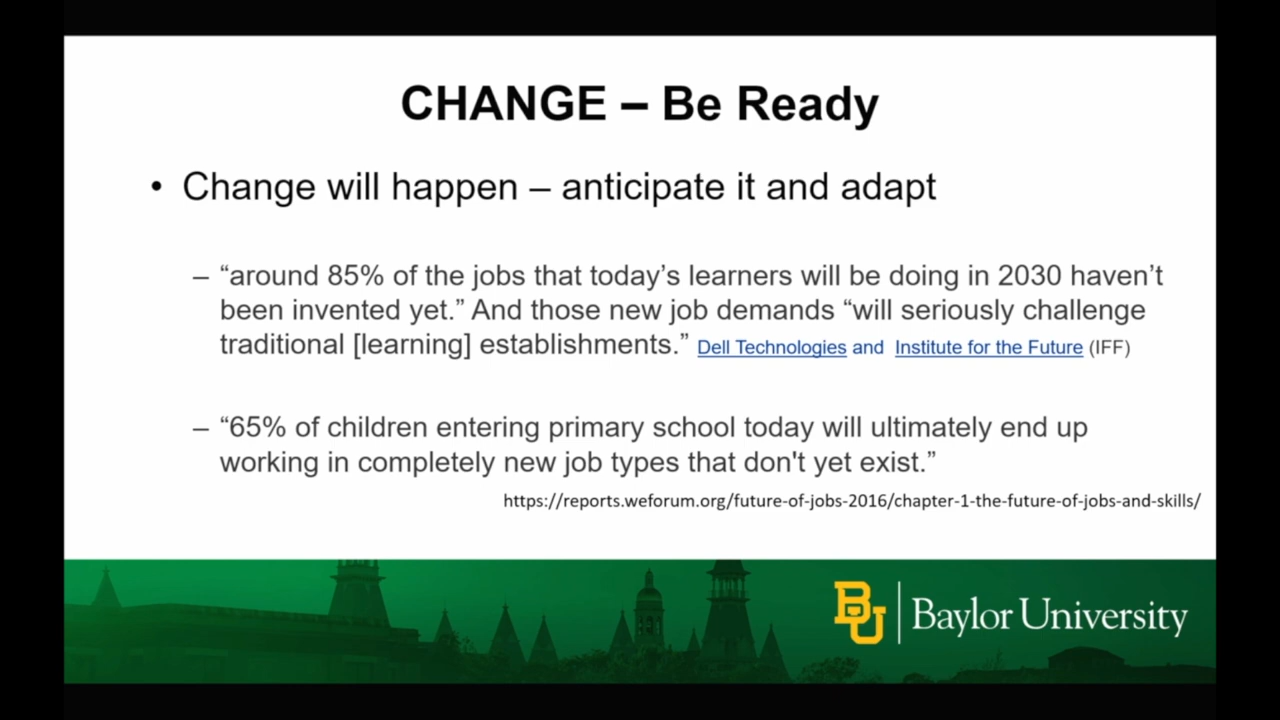 CHANGE – Be Ready
• Change will happen – anticipate it and adapt
– “around 85% of the jobs that today’s learners will be doing in 2030 haven’t
been invented yet.” And those new job demands “will seriously challenge
traditional [learning] establishments.” Dell Technologies and Institute for the Future (IFF)
– “65% of children entering primary school today will ultimately end up
working in completely new job types that don't yet exist.”
https://reports.weforum.org/future-of-jobs-2016/chapter-1-the-future-of-jobs-and-skills/
BU | Baylor University